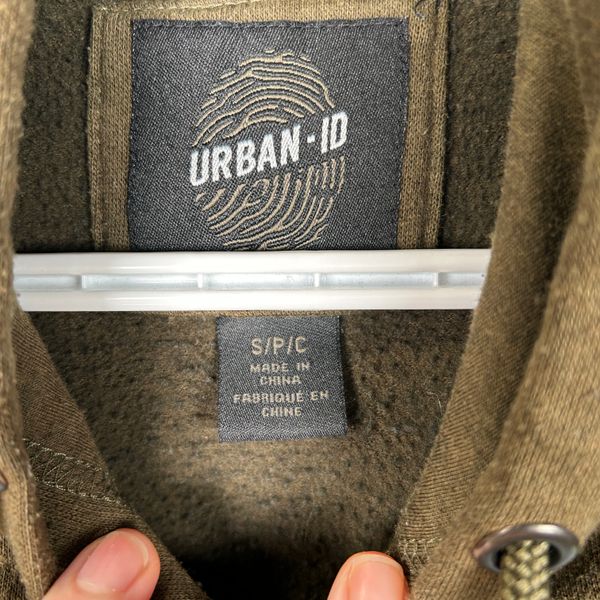 URBAN-ID
S/P/C
MADE IN
CHINA
FABRIQUÉ EN
CHINE